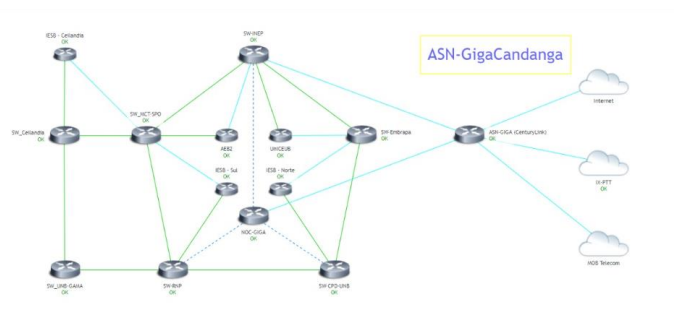 IESB - Ceilandia
OK
SW-INEP
OK
ASN-GigaCandanga
Internet
SW_MCT-SPO
OK
SW_Ceilandia
OK
AEB2
OK
UNICEUB
OK
SW-Embrapa
OK
ASN-GIGA (CenturyLink)
OK
IESB - Sul
OK
IESB - Norte
OK
IX-PTT
OK
NOC-GIGA
OK
MOB Telecom
SW_UNB-GAMA
OK
SW-RNP
OK
SW-CPD-UNB
OK